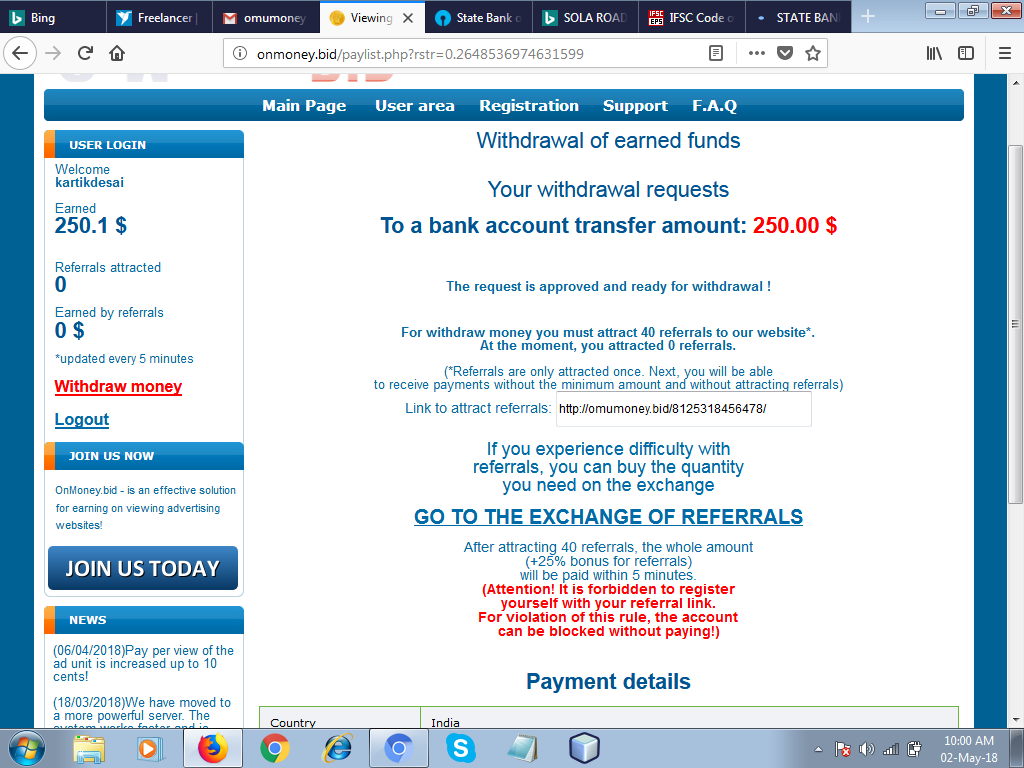 Bing
Freelancer |
omumoney
Viewing
State Bank o
SOLA ROAD
IFSC Code o
STATE BAN
onmoney.bid/paylist.php?rstr=0.2648536974631599
BID
Main Page User area Registration Support F.A.Q
USER LOGIN
Welcome
kartikdesai
Earned
250.1 $
Referrals attracted
0
Earned by referrals
0 $
*updated every 5 minutes
Withdraw money
Logout
JOIN US NOW
OnMoney.bid - is an effective solution
for earning on viewing advertising
websites!
JOIN US TODAY
NEWS
(06/04/2018)Pay per view of the
ad unit is increased up to 10
cents!
(18/03/2018)We have moved to
a more powerful server. The
system works faster and is
Withdrawal of earned funds
Your withdrawal requests
To a bank account transfer amount: 250.00 $
The request is approved and ready for withdrawal !
For withdraw money you must attract 40 referrals to our website*.
At the moment, you attracted 0 referrals.
(*Referrals are only attracted once. Next, you will be able
to receive payments without the minimum amount and without attracting referrals)
Link to attract referrals: http://omumoney.bid/8125318456478/
If you experience difficulty with
referrals, you can buy the quantity
you need on the exchange
GO TO THE EXCHANGE OF REFERRALS
After attracting 40 referrals, the whole amount
(+25% bonus for referrals)
will be paid within 5 minutes.
(Attention! It is forbidden to register
yourself with your referral link.
For violation of this rule, the account
can be blocked without paying!)
Payment details
Country India
10:00 AM
02-May-18